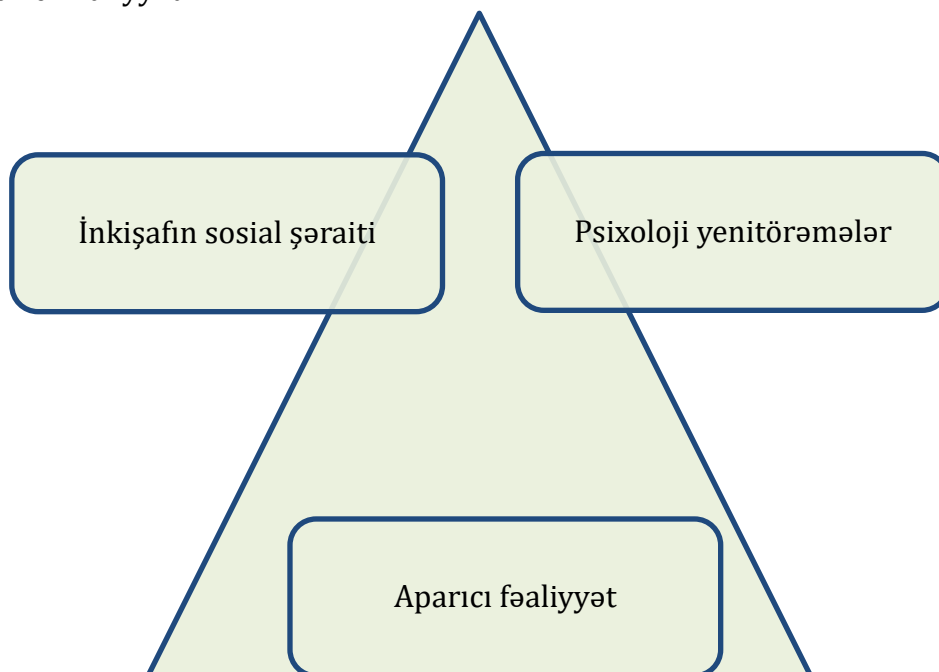 İnkişafın sosial şəraiti
Psixoloji yenitörəmələr
Aparıcı fəaliyyət